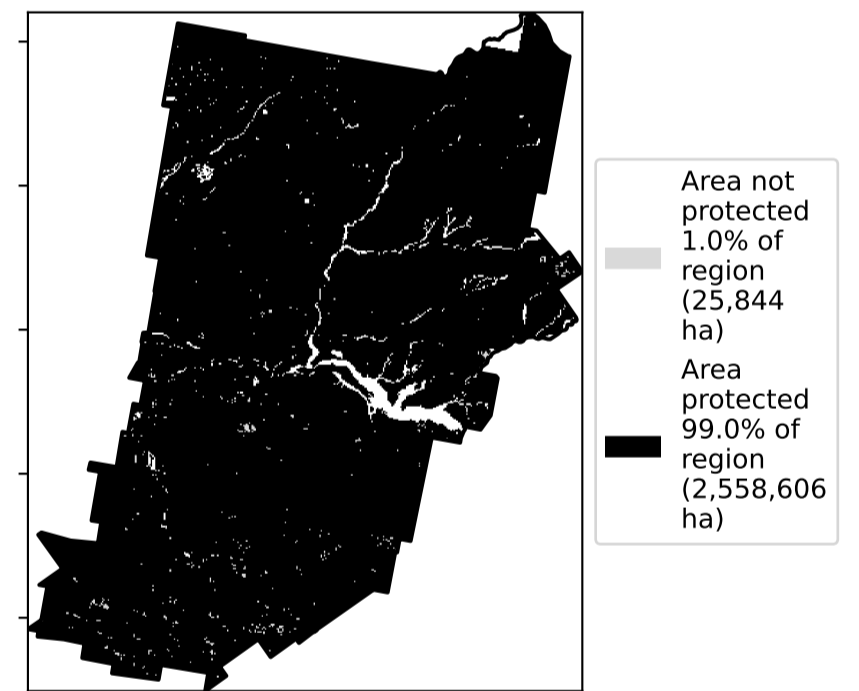 Area not
protected
1.0% of
region
(25,844
ha)
Area
protected
99.0% of
region
(2,558,606
ha)